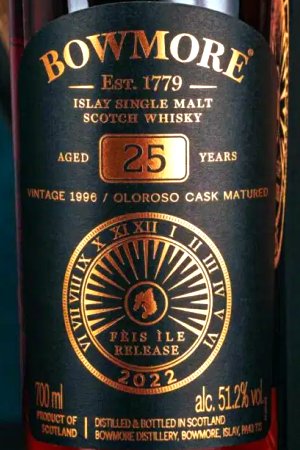 BOWMORE®
EST. 1779
ISLAY SINGLE MALT
SCOTCH WHISKY
AGED 25 YEARS
VINTAGE 1996 / OLOROSO CASK MATURED
I II III IV V VI VI VII VIII IX X XI XII XII
FÈIS ÌLE
RELEASE
2022
700 ml
alc. 51.2% vol.
PRODUCT OF
SCOTLAND
DISTILLED & BOTTLED IN SCOTLAND
BOWMORE DISTILLERY, BOWMORE, ISLAY, PA43 7JS